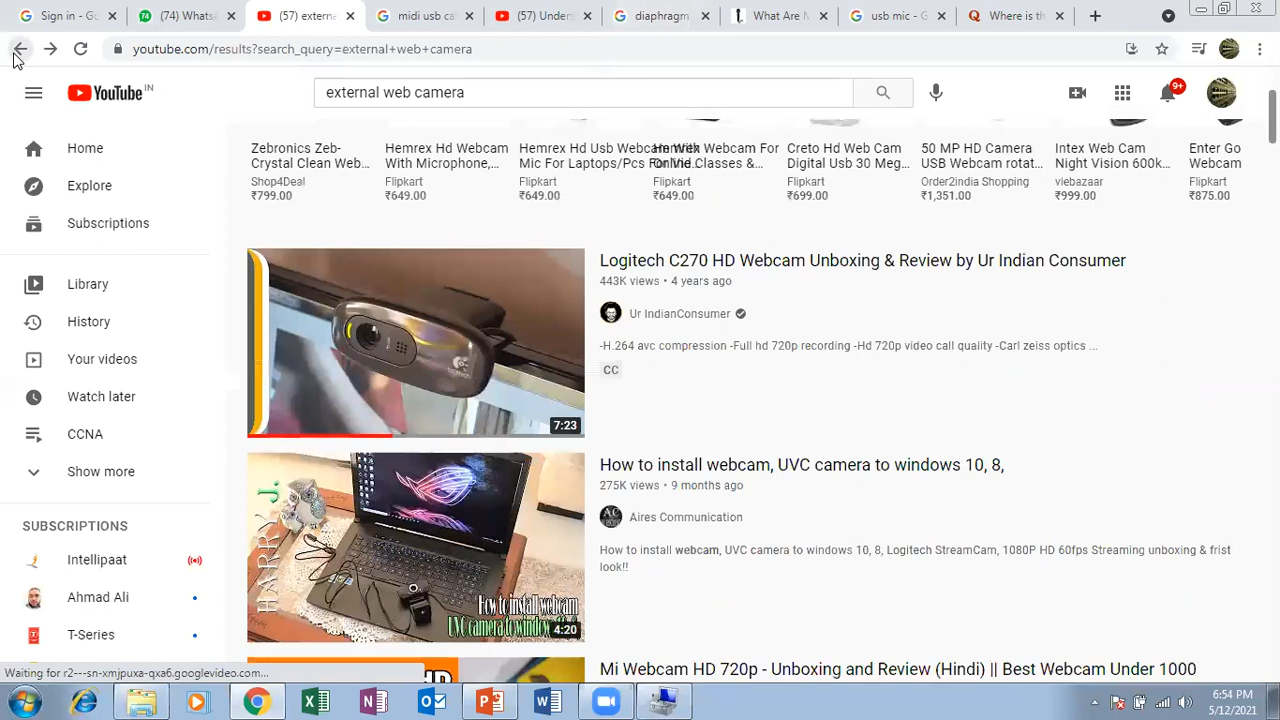 Sign in - G
(74) Whats
(57) extern
midi usb ca
(57) Under
diaphragm
What Are M
usb mic - G
Where is th
youtube.com/results?search_query=external+web+camera
YouTube IN
external web camera
9+
Home
Explore
Subscriptions
Library
History
Your videos
Watch later
CCNA
Show more
SUBSCRIPTIONS
Intellipaat
Ahmad Ali
T-Series
Zebronics Zeb-
Crystal Clean Web...
Shop4Deal
₹799.00
Hemrex Hd Webcam
With Microphone,...
Flipkart
₹649.00
Hemrex Hd Usb Webcam With
Mic For Laptops/Pcs For Vid...
Flipkart
₹649.00
Hemrex Webcam For
Online Classes &...
Flipkart
₹649.00
Creto Hd Web Cam
Digital Usb 30 Meg...
Flipkart
₹699.00
50 MP HD Camera
USB Webcam rotat...
Order2india Shopping
₹1,351.00
Intex Web Cam
Night Vision 600k...
viebazaar
₹999.00
Enter Go
Webcam
Flipkart
₹875.00
Logitech C270 HD Webcam Unboxing & Review by Ur Indian Consumer
443K views • 4 years ago
Ur IndianConsumer
-H.264 avc compression -Full hd 720p recording -Hd 720p video call quality -Carl zeiss optics ...
CC
7:23
How to install webcam, UVC camera to windows 10, 8,
275K views • 9 months ago
AC
Aires Communication
How to install webcam, UVC camera to windows 10, 8, Logitech StreamCam, 1080P HD 60fps Streaming unboxing & frist
look!!
HARRY J.
How to install webcam
4:20
Mi Webcam HD 720p - Unboxing and Review (Hindi) || Best Webcam Under 1000
Waiting for r2---sn-xmjpuxa-qxa6.googlevideo.com...
6:54 PM
5/12/2021